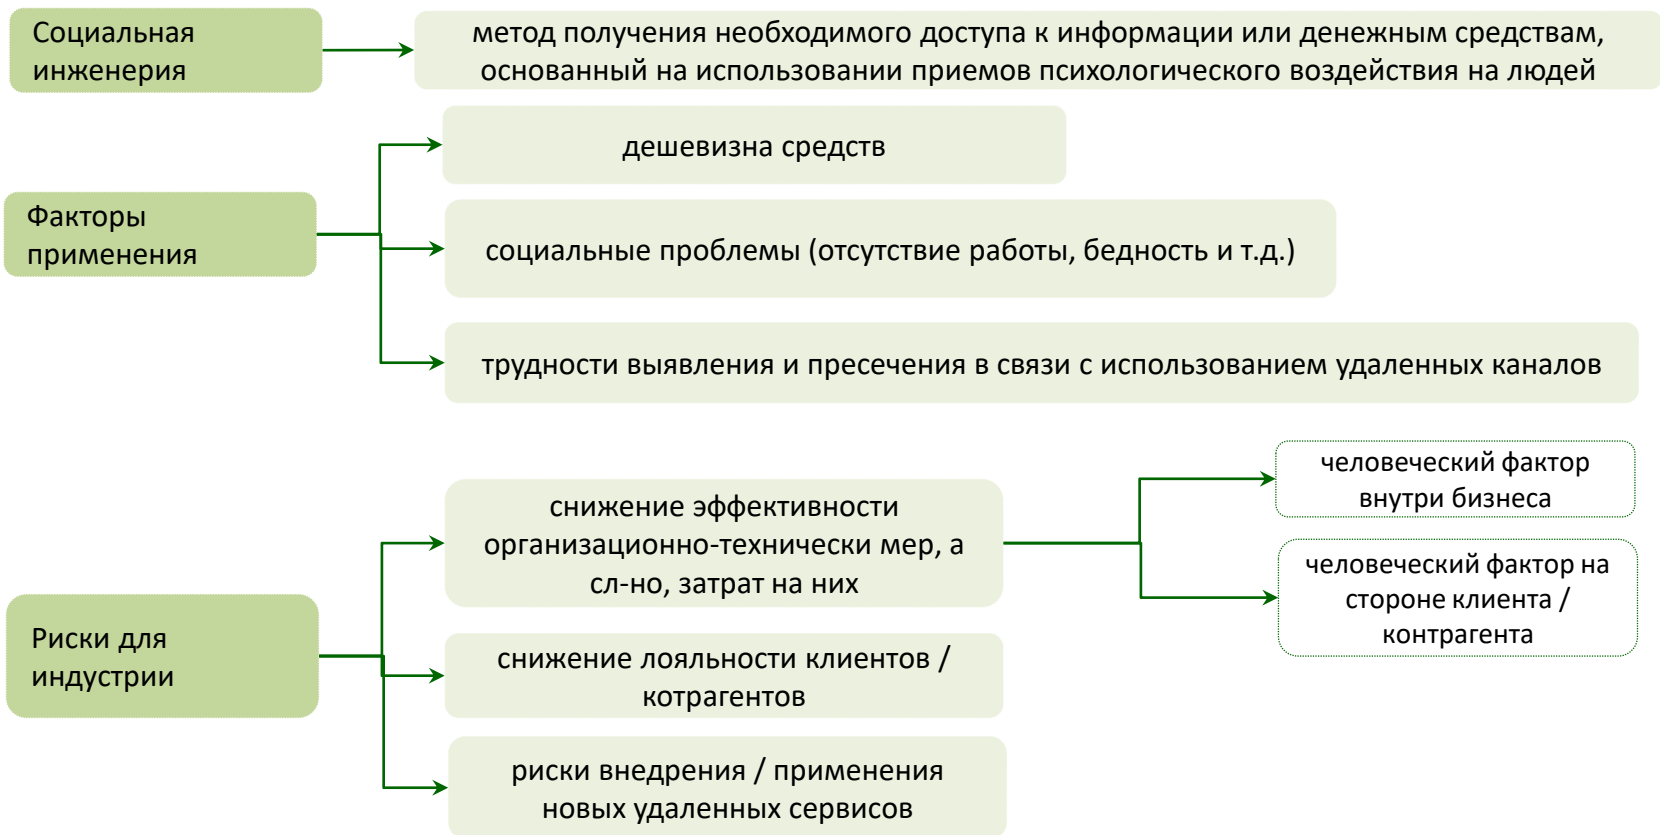 Социальная
инженерия
метод получения необходимого доступа к информации или денежным средствам,
основанный на использовании приемов психологического воздействия на людей
Факторы
применения
дешевизна средств
социальные проблемы (отсутствие работы, бедность и т.д.)
трудности выявления и пресечения в связи с использованием удаленных каналов
Риски для
индустрии
снижение эффективности
организационно-технически мер, а
сл-но, затрат на них
человеческий фактор
внутри бизнеса
человеческий фактор на
стороне клиента /
контрагента
снижение лояльности клиентов /
котрагентов
риски внедрения / применения
новых удаленных сервисов